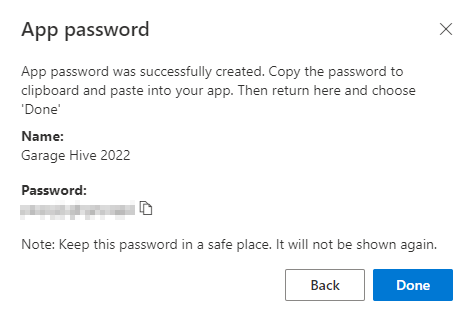 App password
App password was successfully created. Copy the password to
clipboard and paste into your app. Then return here and choose
'Done'
Name:
Garage Hive 2022
Password:
Note: Keep this password in a safe place. It will not be shown again.
Back
Done